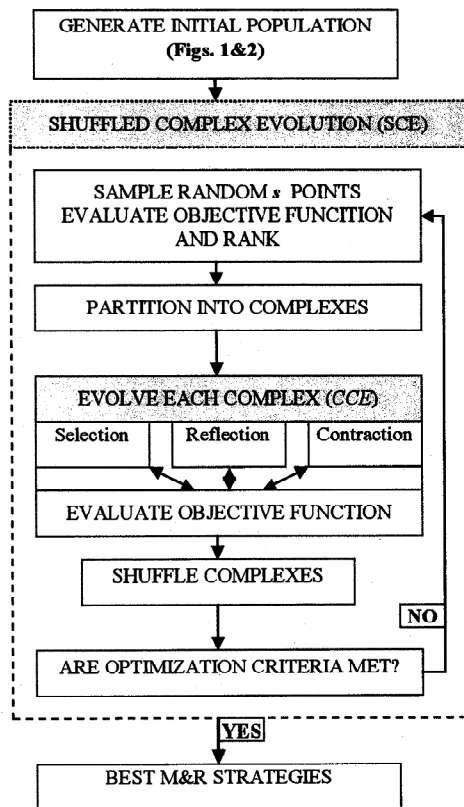 GENERATE INITIAL POPULATION
(Figs. 1&2)
SHUFFLED COMPLEX EVOLUTION (SCE)
SAMPLE RANDOM s POINTS
EVALUATE OBJECTIVE FUNCITION
AND RANK
PARTITION INTO COMPLEXES
EVOLVE EACH COMPLEX (CCE)
Selection Reflection Contraction
EVALUATE OBJECTIVE FUNCTION
SHUFFLE COMPLEXES
NO
ARE OPTIMIZATION CRITERIA MET?
YES
BEST M&R STRATEGIES